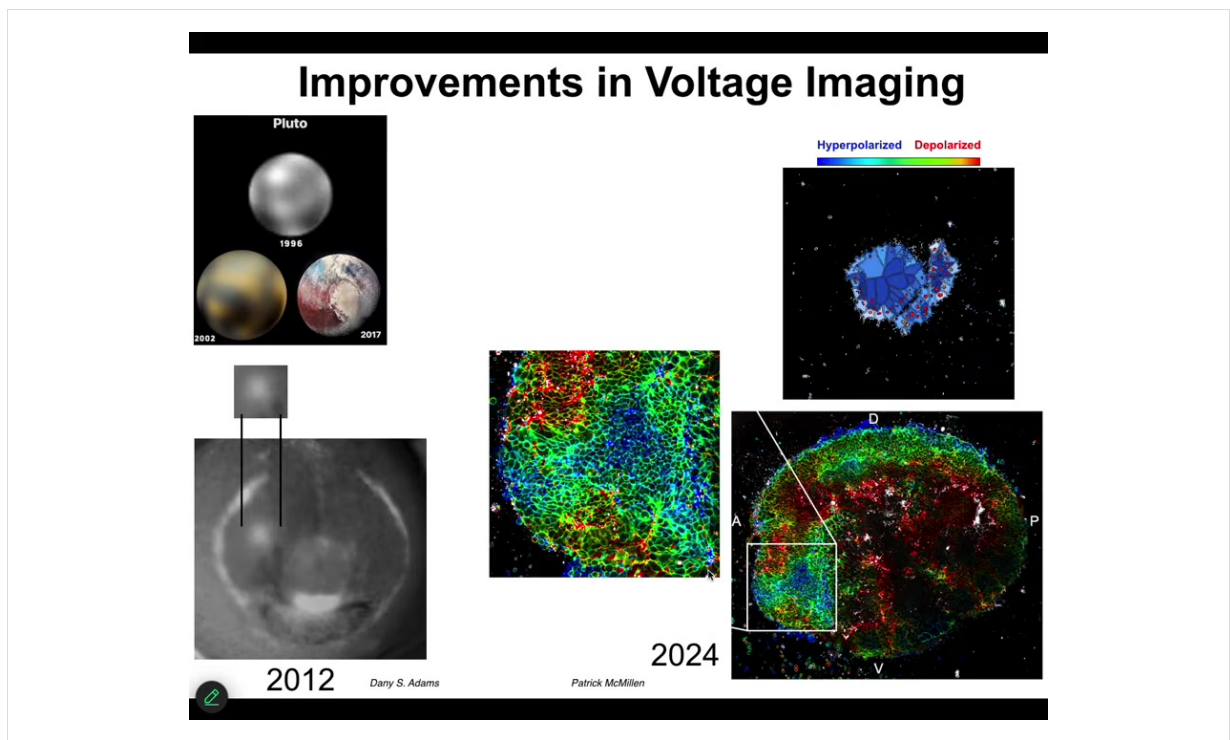 Improvements in Voltage Imaging
Pluto
1996
2002
2017
Hyperpolarized Depolarized
D
A
P
V
2012
Dany S. Adams
Patrick McMillen
2024